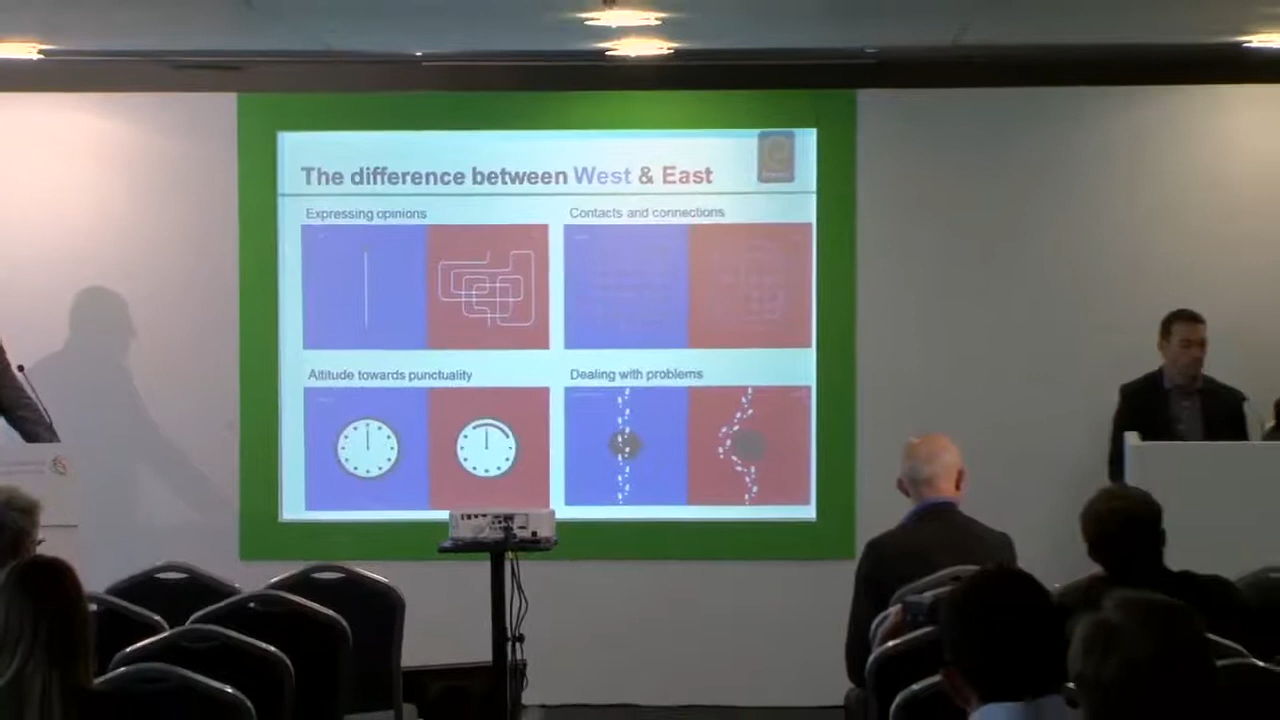 The difference between West & East
Expressing opinions
Contacts and connections
Attitude towards punctuality
Dealing with problems